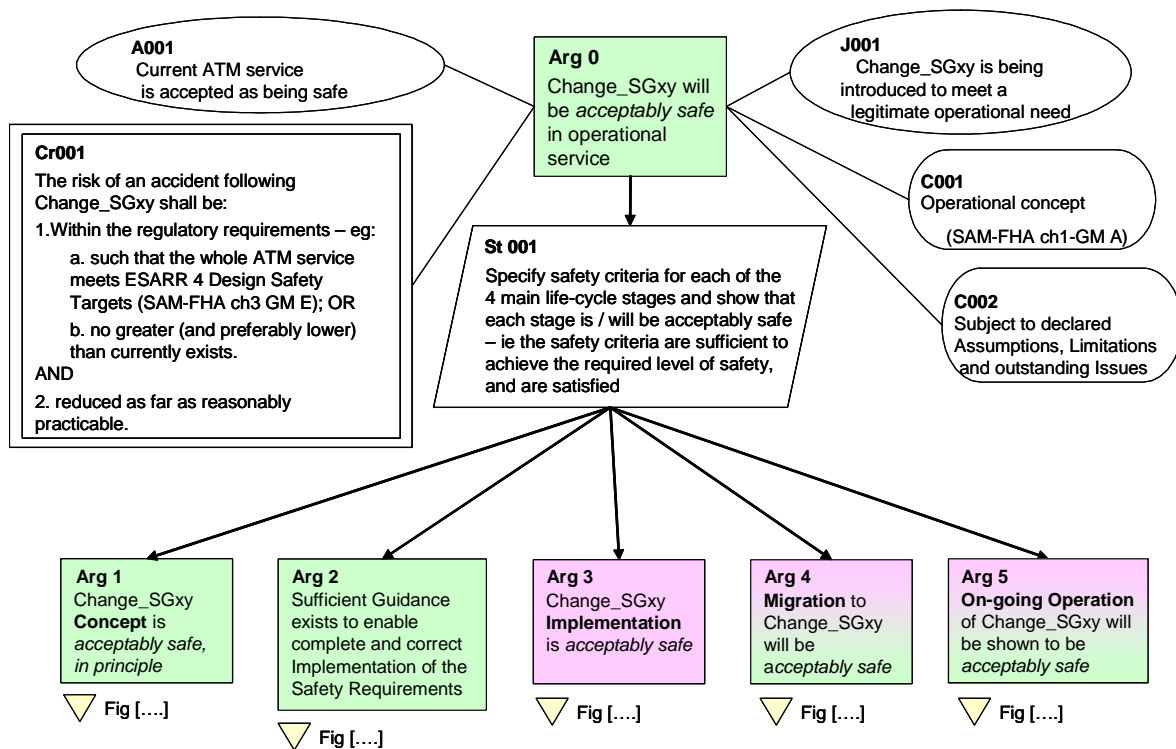 A001
Current ATM service
is accepted as being safe
Arg 0
Change_SGxy will
be acceptably safe
in operational
service
J001
Change_SGxy is being
introduced to meet a
legitimate operational need
Cr001
The risk of an accident following
Change_SGxy shall be:
1.Within the regulatory requirements – eg:
a. such that the whole ATM service
meets ESARR 4 Design Safety
Targets (SAM-FHA ch3 GM E); OR
b. no greater (and preferably lower)
than currently exists.
AND
2. reduced as far as reasonably
practicable.
C001
Operational concept
(SAM-FHA ch1-GM A)
St 001
Specify safety criteria for each of the
4 main life-cycle stages and show that
each stage is / will be acceptably safe
– ie the safety criteria are sufficient to
achieve the required level of safety,
and are satisfied
C002
Subject to declared
Assumptions, Limitations
and outstanding Issues
Arg 1
Change_SGxy
Concept is
acceptably safe,
in principle
Fig [....]
Arg 2
Sufficient Guidance
exists to enable
complete and correct
Implementation of the
Safety Requirements
Fig [....]
Arg 3
Change_SGxy
Implementation
is acceptably safe
Fig [....]
Arg 4
Migration to
Change_SGxy
will be
acceptably safe
Fig [....]
Arg 5
On-going Operation
of Change_SGxy will
be shown to be
acceptably safe
Fig [....]